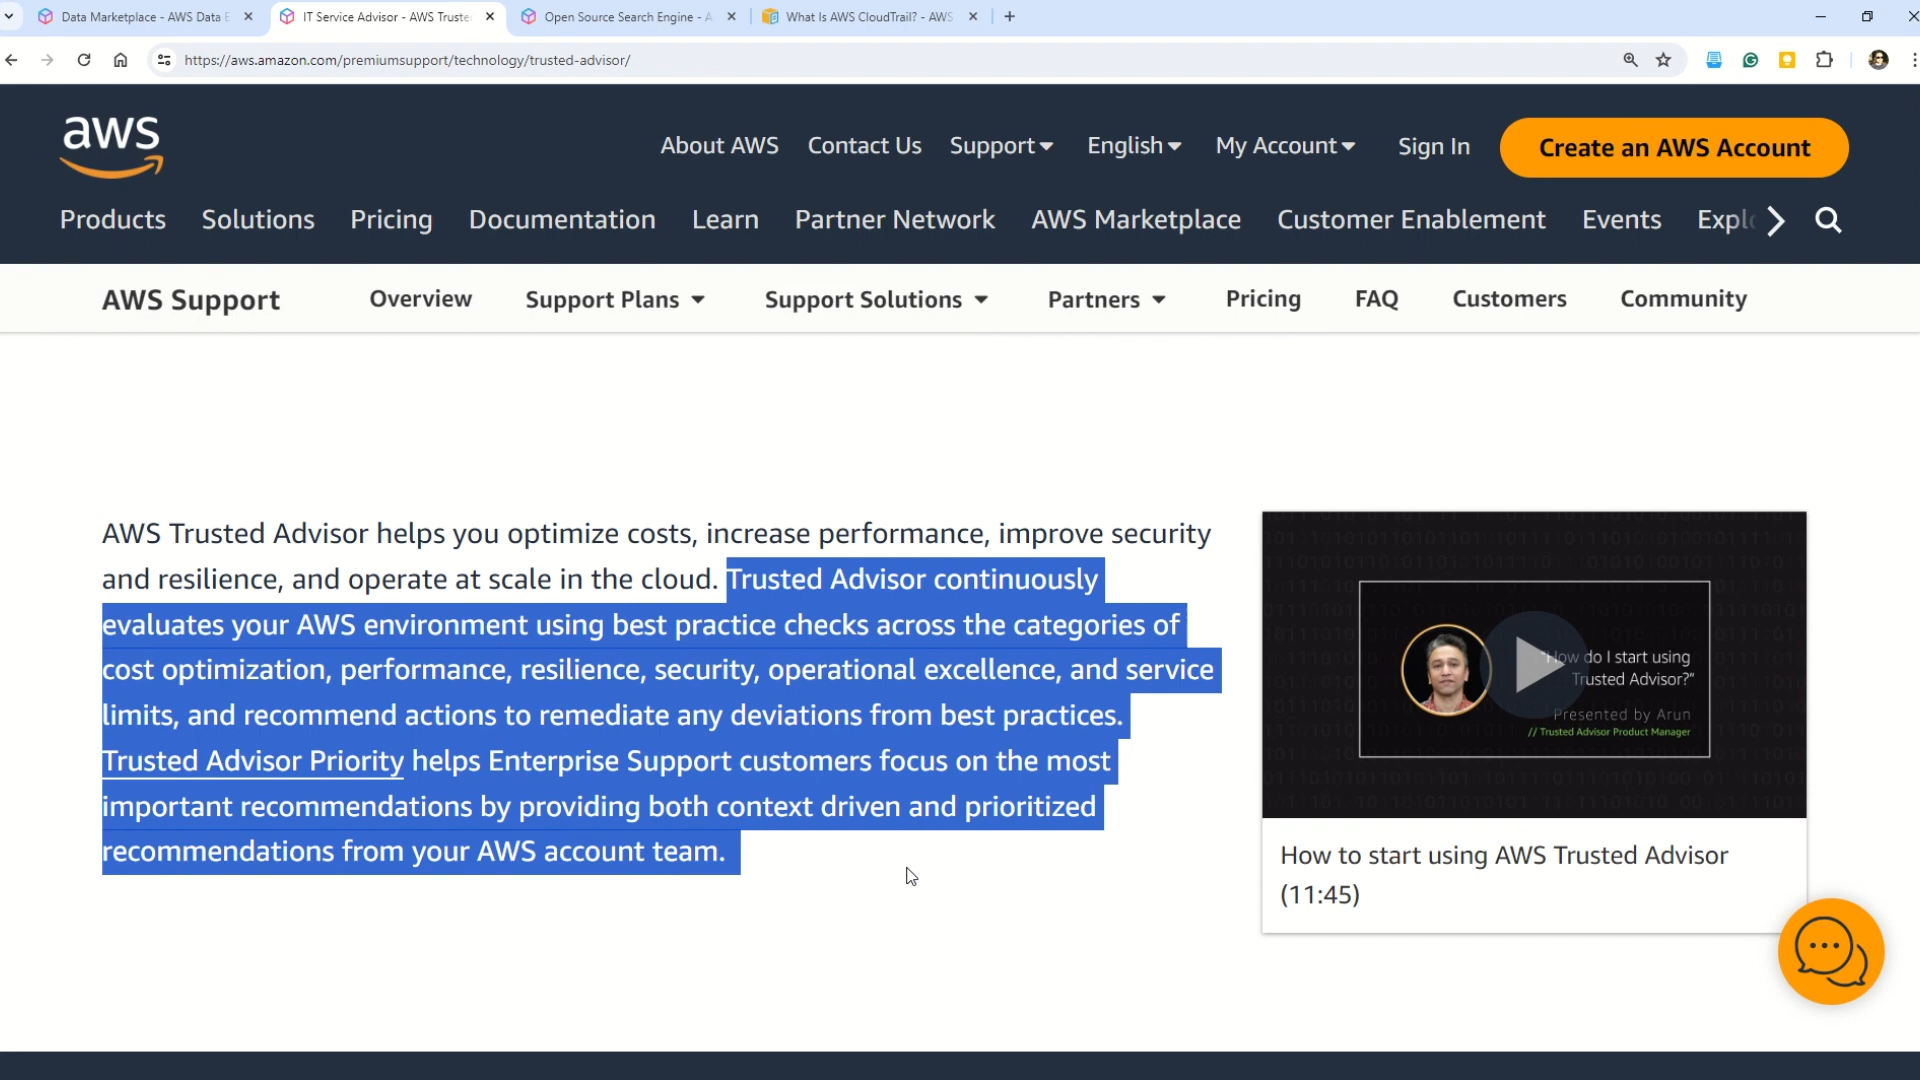 Data Marketplace - AWS Data E
IT Service Advisor - AWS Truste
Open Source Search Engine - A
What Is AWS CloudTrail? - AWS
https://aws.amazon.com/premiumsupport/technology/trusted-advisor/
aws
About AWS
Contact Us
Support
English
My Account
Sign In
Create an AWS Account
Products
Solutions
Pricing
Documentation
Learn
Partner Network
AWS Marketplace
Customer Enablement
Events
Explo
AWS Support
Overview
Support Plans
Support Solutions
Partners
Pricing
FAQ
Customers
Community
AWS Trusted Advisor helps you optimize costs, increase performance, improve security
and resilience, and operate at scale in the cloud. Trusted Advisor continuously
evaluates your AWS environment using best practice checks across the categories of
cost optimization, performance, resilience, security, operational excellence, and service
limits, and recommend actions to remediate any deviations from best practices.
Trusted Advisor Priority helps Enterprise Support customers focus on the most
important recommendations by providing both context driven and prioritized
recommendations from your AWS account team.
"How do I start using
Trusted Advisor?"
Presented by Arun
// Trusted Advisor Product Manager
How to start using AWS Trusted Advisor
(11:45)